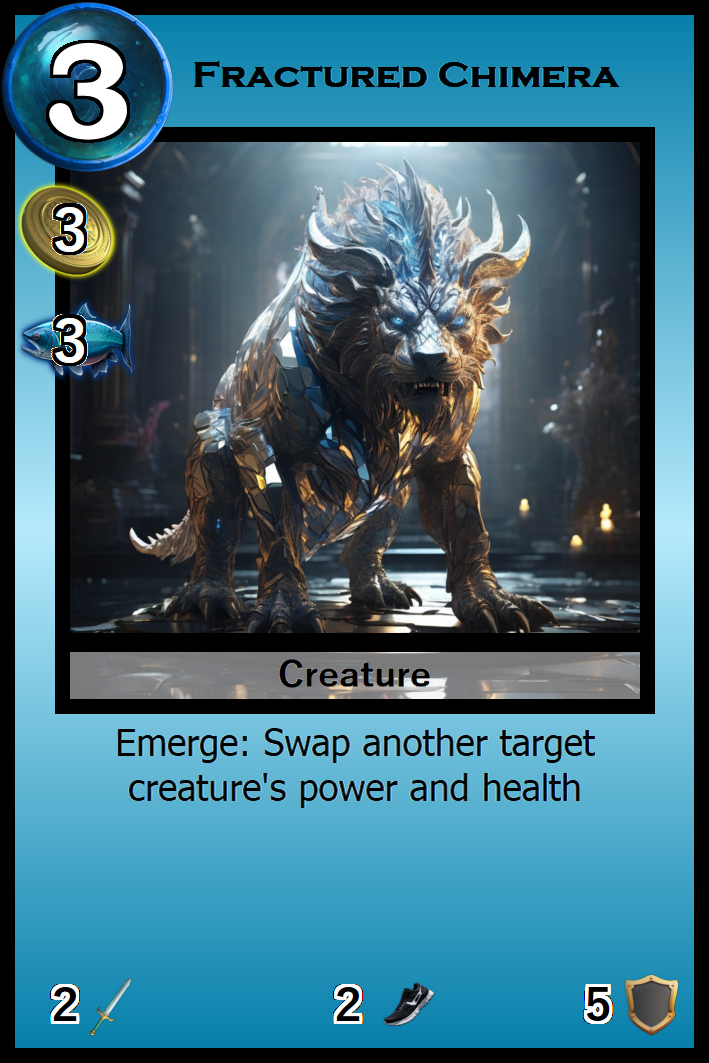 3
Fractured Chimera
3
3
Creature
Emerge: Swap another target
creature's power and health
2 2 5